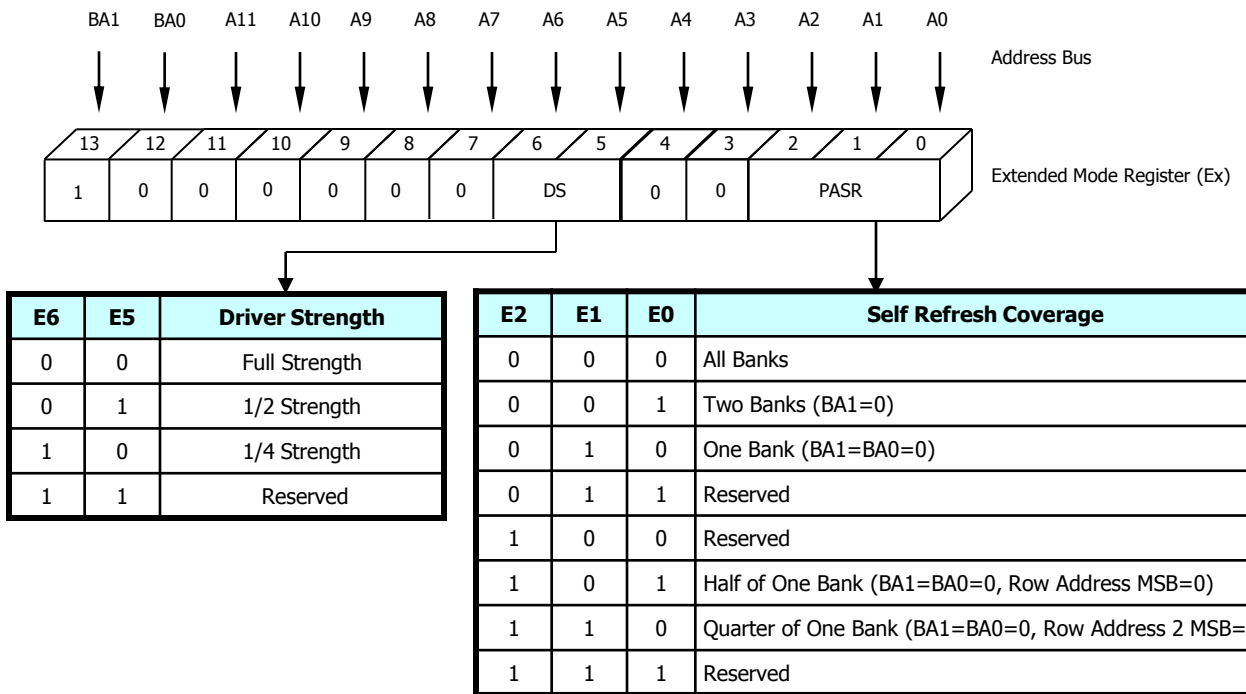 BA1 BA0 A11 A10 A9 A8 A7 A6 A5 A4 A3 A2 A1 A0
Address Bus
13 12 11 10 9 8 7 6 5 4 3 2 1 0
1 0 0 0 0 0 0 DS 0 0 PASR
Extended Mode Register (Ex)
E6 E5 Driver Strength
0 0 Full Strength
0 1 1/2 Strength
1 0 1/4 Strength
1 1 Reserved
E2 E1 E0 Self Refresh Coverage
0 0 0 All Banks
0 0 1 Two Banks (BA1=0)
0 1 0 One Bank (BA1=BA0=0)
0 1 1 Reserved
1 0 0 Reserved
1 0 1 Half of One Bank (BA1=BA0=0, Row Address MSB=0)
1 1 0 Quarter of One Bank (BA1=BA0=0, Row Address 2 MSB=
1 1 1 Reserved